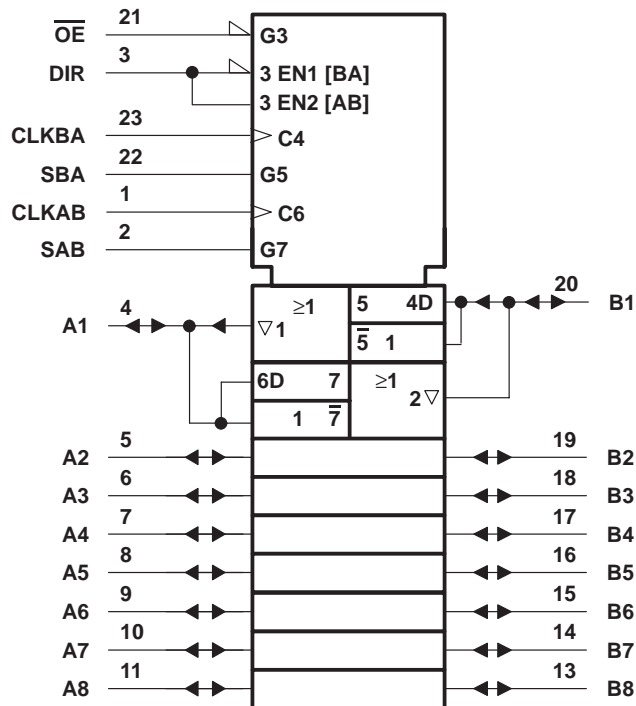 OE 21 G3
DIR 3 3 EN1 [BA]
3 EN2 [AB]
CLKBA 23 C4
SBA 22 G5
CLKAB 1 C6
SAB 2 G7
A1 4 ≥1 ▽1 5 4D 20 B1
5̅ 1
6D 7 ≥1 2▽
1 7̅
A2 5 19 B2
A3 6 18 B3
A4 7 17 B4
A5 8 16 B5
A6 9 15 B6
A7 10 14 B7
A8 11 13 B8